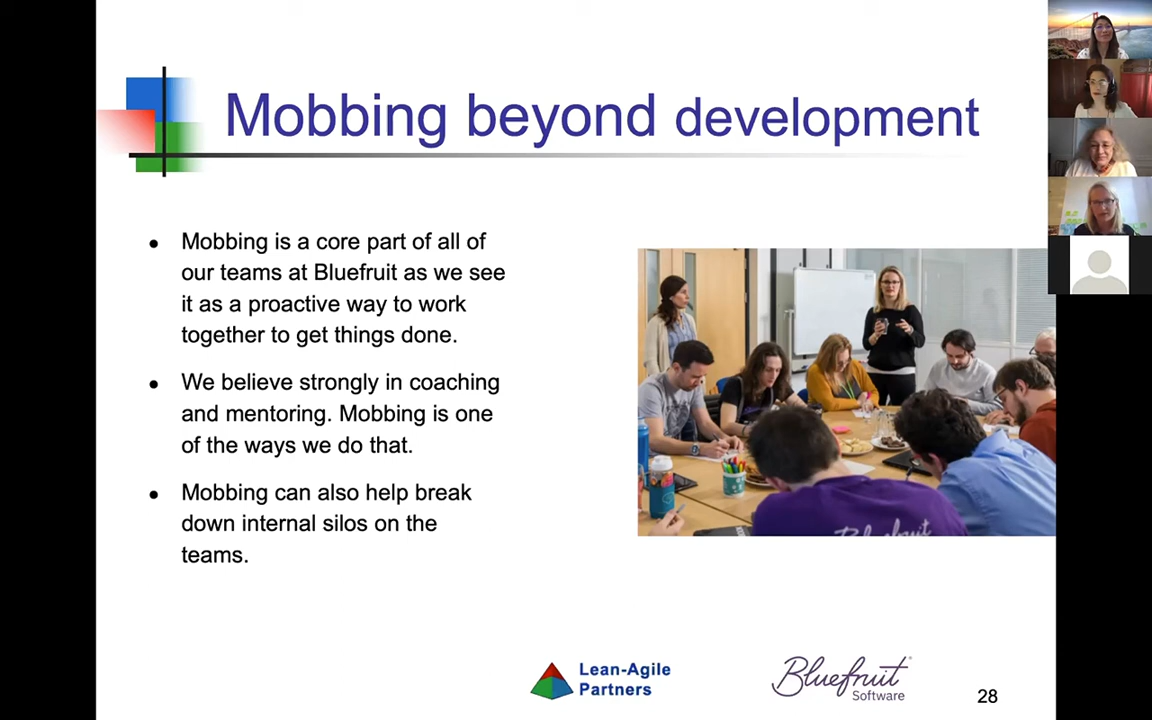 Mobbing beyond development
• Mobbing is a core part of all of
our teams at Bluefruit as we see
it as a proactive way to work
together to get things done.
• We believe strongly in coaching
and mentoring. Mobbing is one
of the ways we do that.
• Mobbing can also help break
down internal silos on the
teams.
Bluefruit
Lean-Agile
Partners
Bluefruit
Software
28